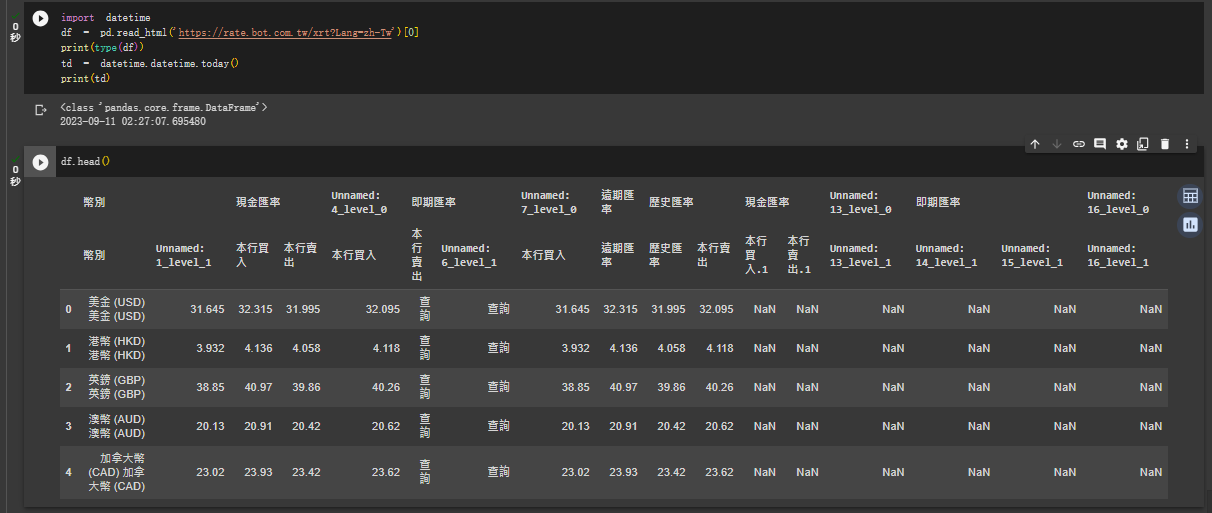 import datetime
0
秒
df = pd.read_html('https://rate.bot.com.tw/xrt?Lang=zh-Tw')[0]
print(type(df))
td = datetime.datetime.today()
print(td)
<class 'pandas.core.frame.DataFrame'>
2023-09-11 02:27:07.695480
0
秒
df.head()
幣別 現金匯率 Unnamed: 4_level_0 即期匯率 Unnamed: 7_level_0 遠期匯率 歷史匯率 現金匯率 Unnamed: 13_level_0 即期匯率 Unnamed: 16_level_0
幣別 Unnamed: 1_level_1 本行買入 本行賣出 本行買入 本行賣出 Unnamed: 6_level_1 本行買入 遠期匯率 歷史匯率 本行賣出 本行買入.1 本行賣出.1 Unnamed: 13_level_1 Unnamed: 14_level_1 Unnamed: 15_level_1 Unnamed: 16_level_1
0 美金 (USD) 美金 (USD) 31.645 32.315 31.995 32.095 查詢 查詢 31.645 32.315 31.995 32.095 NaN NaN NaN NaN NaN NaN
1 港幣 (HKD) 港幣 (HKD) 3.932 4.136 4.058 4.118 查詢 查詢 3.932 4.136 4.058 4.118 NaN NaN NaN NaN NaN NaN
2 英鎊 (GBP) 英鎊 (GBP) 38.85 40.97 39.86 40.26 查詢 查詢 38.85 40.97 39.86 40.26 NaN NaN NaN NaN NaN NaN
3 澳幣 (AUD) 澳幣 (AUD) 20.13 20.91 20.42 20.62 查詢 查詢 20.13 20.91 20.42 20.62 NaN NaN NaN NaN NaN NaN
4 加拿大幣 (CAD) 加拿大幣 (CAD) 23.02 23.93 23.42 23.62 查詢 查詢 23.02 23.93 23.42 23.62 NaN NaN NaN NaN NaN NaN